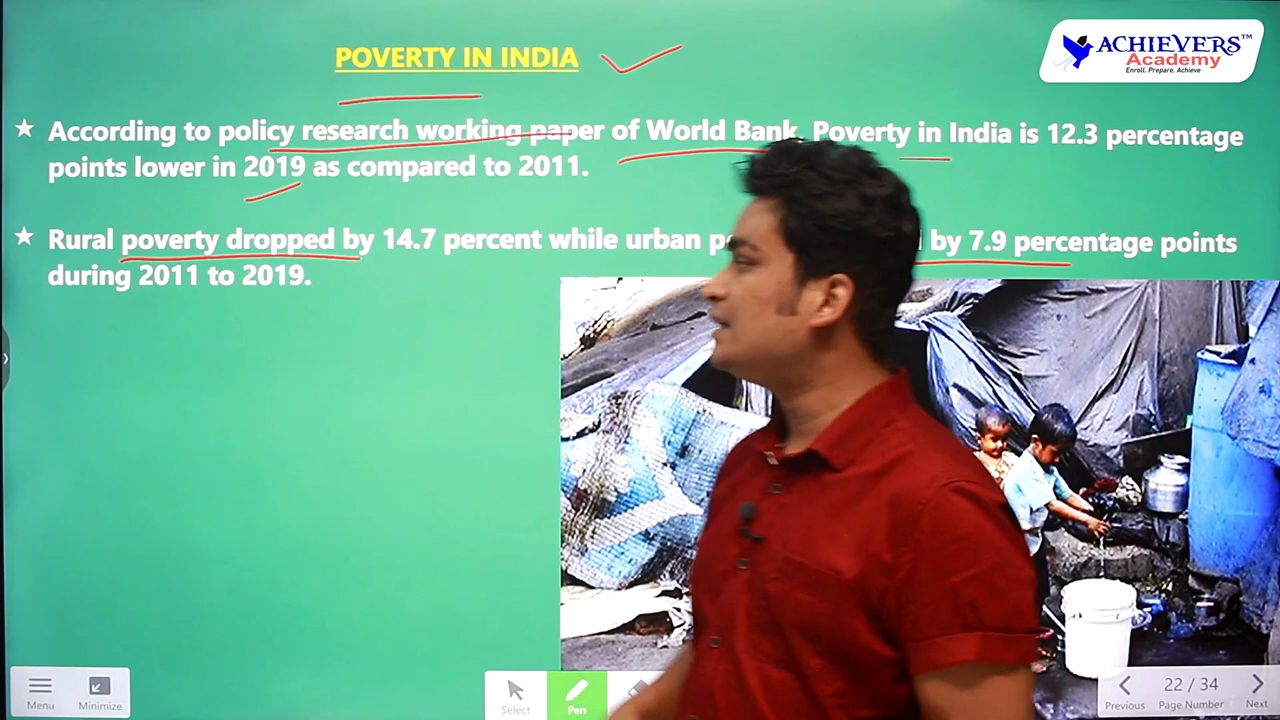 POVERTY IN INDIA
ACHIEVERS™
Academy
Enroll. Prepare. Achieve
According to policy research working paper of World Bank, Poverty in India is 12.3 percentage
points lower in 2019 as compared to 2011.
Rural poverty dropped by 14.7 percent while urban by 7.9 percentage points
during 2011 to 2019.
Menu
Minimize
Select
Pen
Previous
22 / 34
Page Number
Next